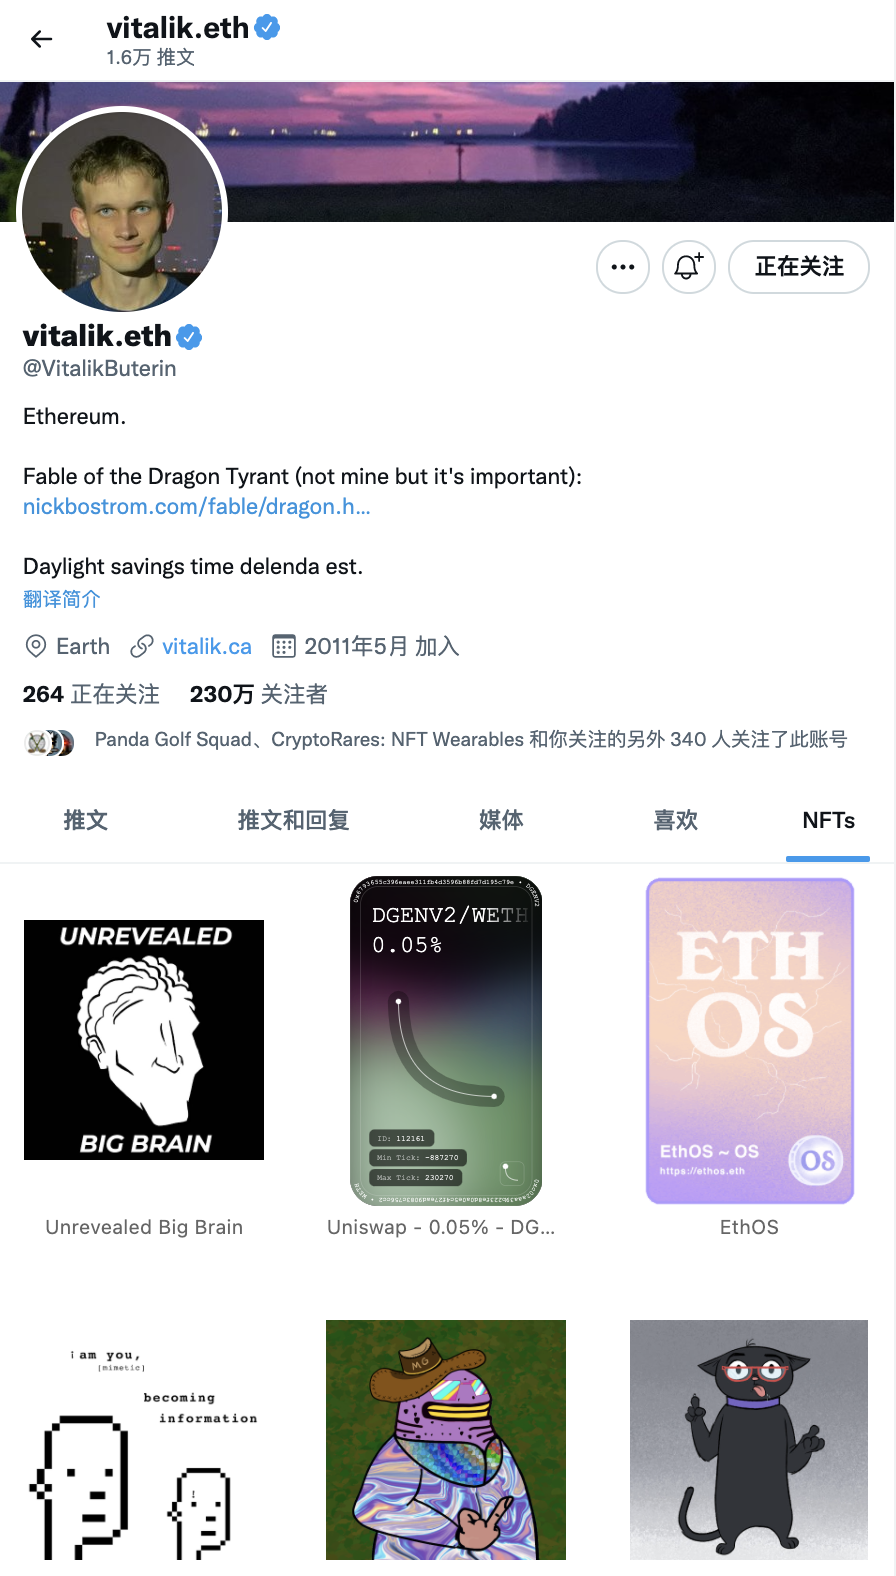 vitalik.eth
1.6万 推文
正在关注
vitalik.eth
@VitalikButerin
Ethereum.
Fable of the Dragon Tyrant (not mine but it's important):
nickbostrom.com/fable/dragon.h...
Daylight savings time delenda est.
翻译简介
Earth vitalik.ca 2011年5月 加入
264 正在关注 230万 关注者
Panda Golf Squad、CryptoRares: NFT Wearables 和你关注的另外 340 人关注了此账号
推文 推文和回复 媒体 喜欢 NFTs
UNREVEALED
BIG BRAIN
Unrevealed Big Brain
DGENV2/WETH
0.05%
ID: 112161
Min Tick: -887270
Max Tick: 230270
Uniswap - 0.05% - DG...
ETH
OS
EthOS ~ OS
https://ethos.eth
OS
EthOS
i am you,
[mimetic]
becoming
information
!